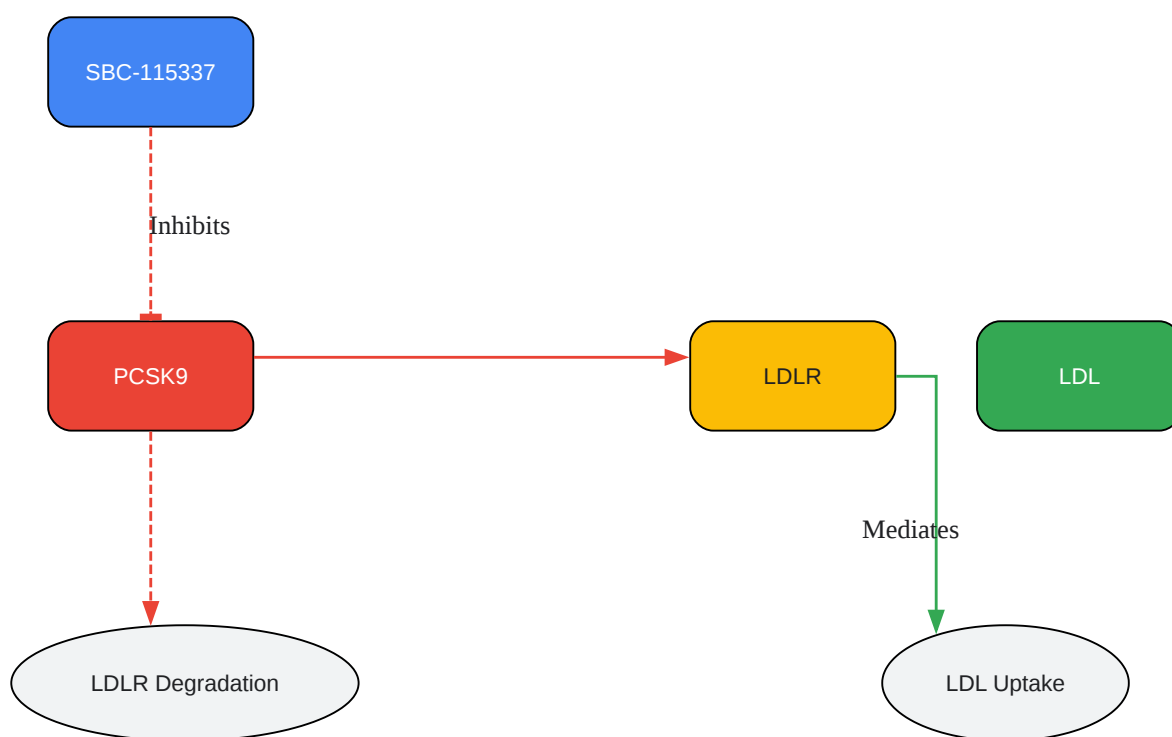 SBC-115337
Inhibits
PCSK9
LDLR
LDL
Mediates
LDLR Degradation
LDL Uptake